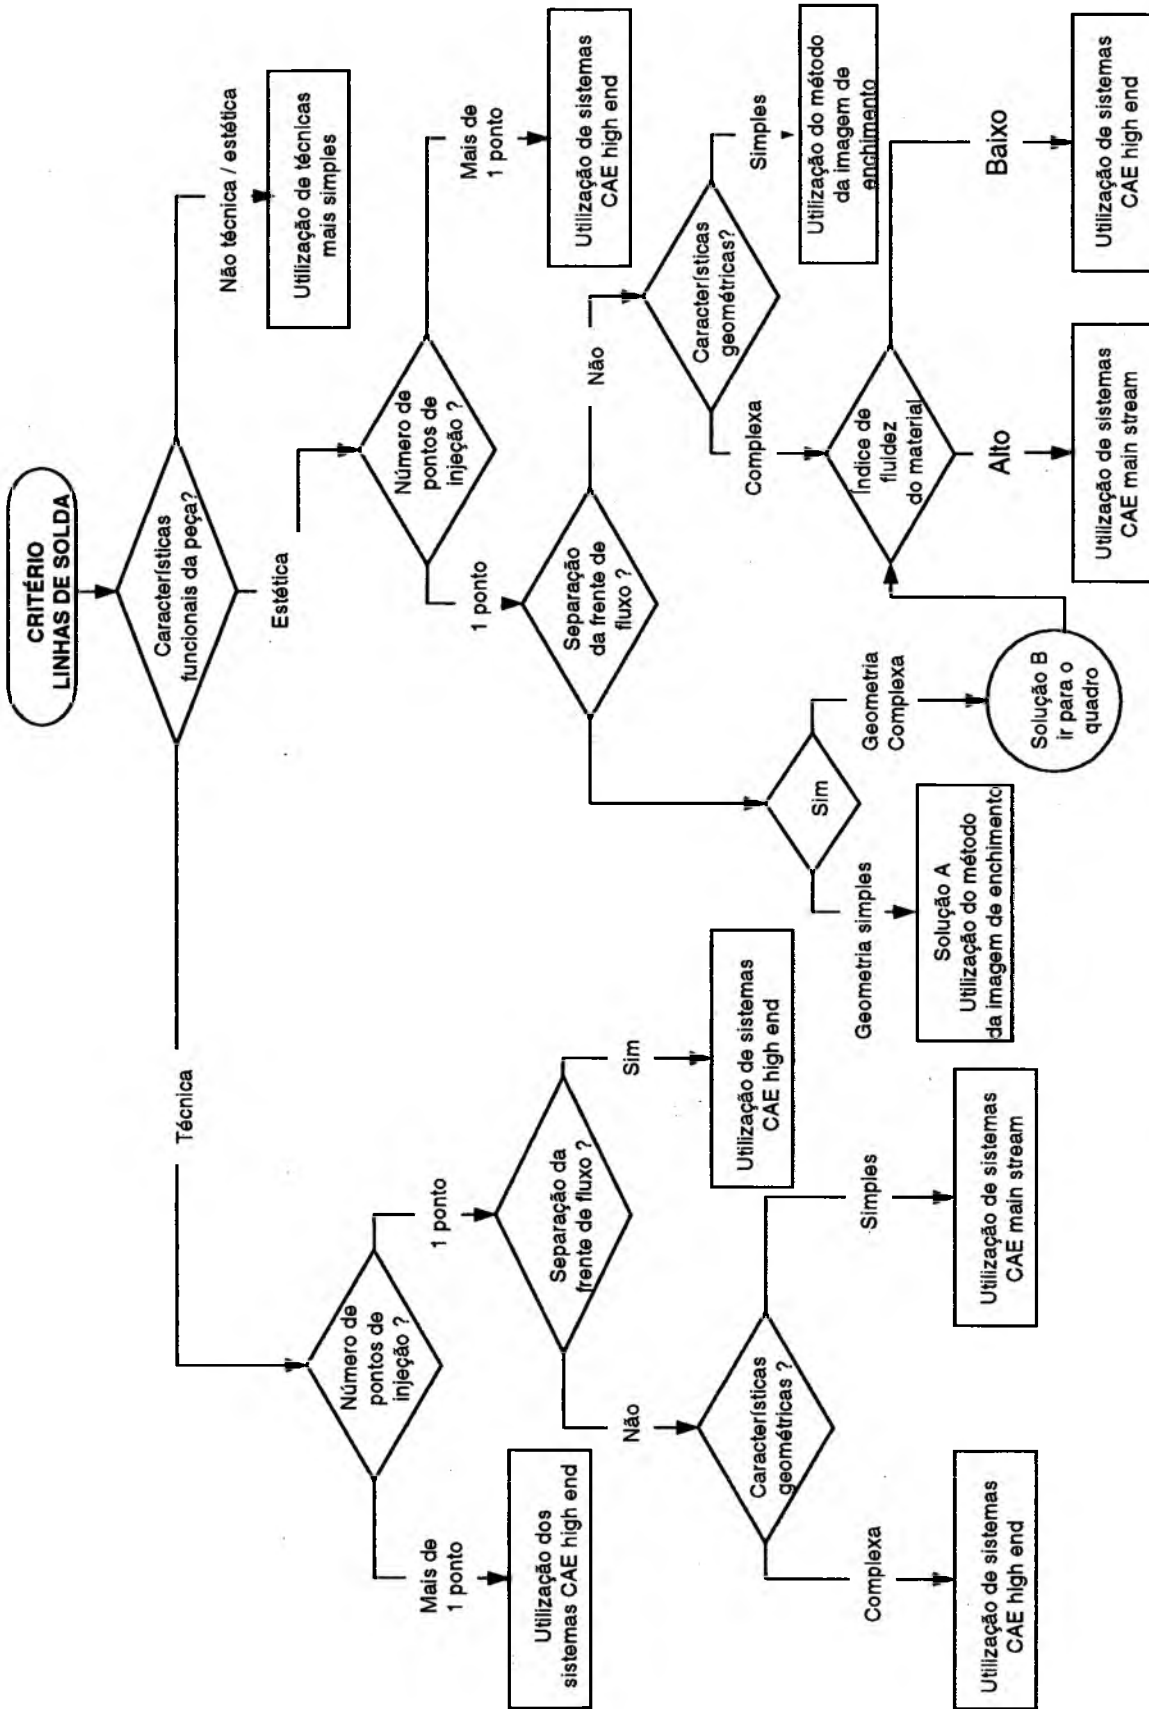 CRITÉRIO
LINHAS DE SOLDA
Características
funcionais da peça?
Técnica
Estética
Não técnica / estética
Utilização de técnicas
mais simples
Número de
pontos de
injeção ?
Mais de
1 ponto
1 ponto
Utilização dos
sistemas CAE high end
Separação da
frente de fluxo ?
Não
Sim
Utilização de sistemas
CAE high end
Características
geométricas ?
Complexa
Simples
Utilização de sistemas
CAE high end
Utilização de sistemas
CAE main stream
Número de
pontos de
injeção ?
1 ponto
Mais de
1 ponto
Utilização de sistemas
CAE high end
Separação
da frente de
fluxo ?
Não
Sim
Geometria simples
Geometria
Complexa
Solução A
Utilização do método
da imagem de enchimento
Solução B
ir para o
quadro
Características
geométricas?
Complexa
Simples
Utilização do método
da imagem de
enchimento
Índice de
fluidez
do material
Alto
Baixo
Utilização de sistemas
CAE main stream
Utilização de sistemas
CAE high end